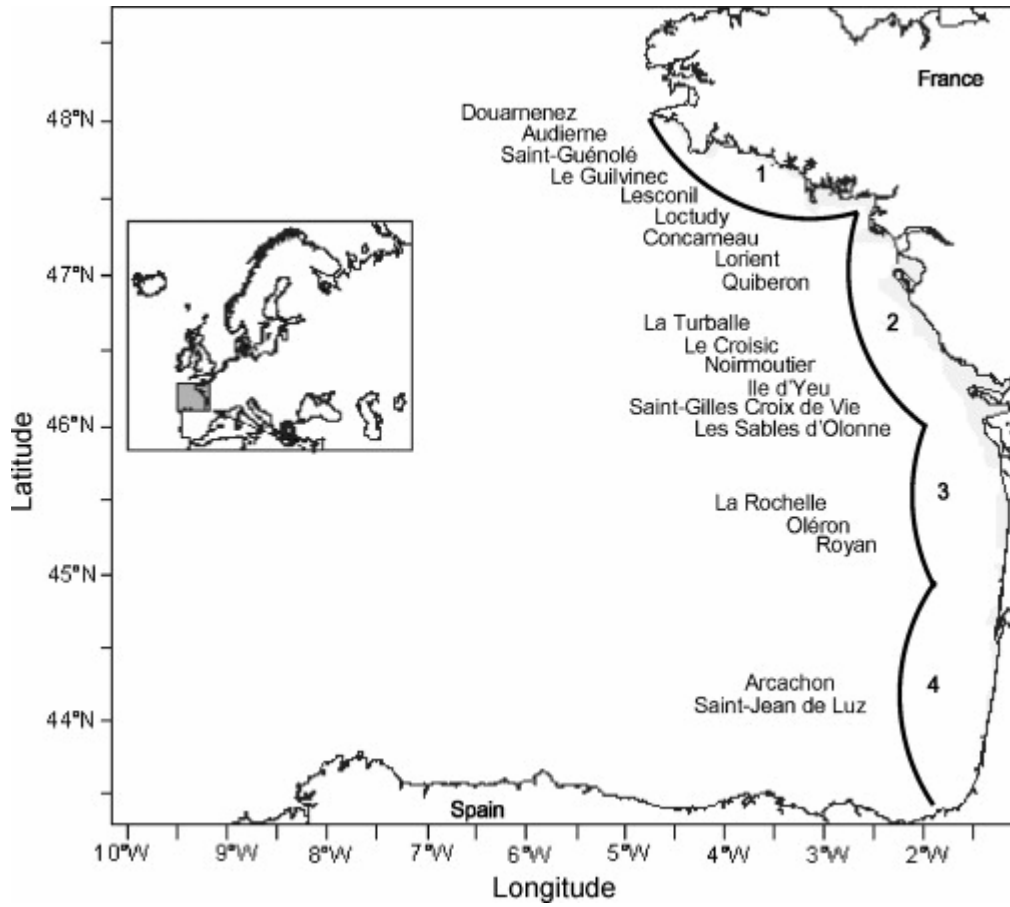 France
48°N
Douarnenez
Audierne
Saint-Guénolé
Le Guilvinec
1
Lesconil
Loctudy
Concarneau
Lorient
47°N
Quiberon
2
La Turballe
Le Croisic
Noirmoutier
Ile d'Yeu
Saint-Gilles Croix de Vie
46°N
Les Sables d'Olonne
3
La Rochelle
Oléron
Royan
45°N
4
Arcachon
Saint-Jean de Luz
44°N
Spain
Latitude
10°W 9°W 8°W 7°W 6°W 5°W 4°W 3°W 2°W
Longitude